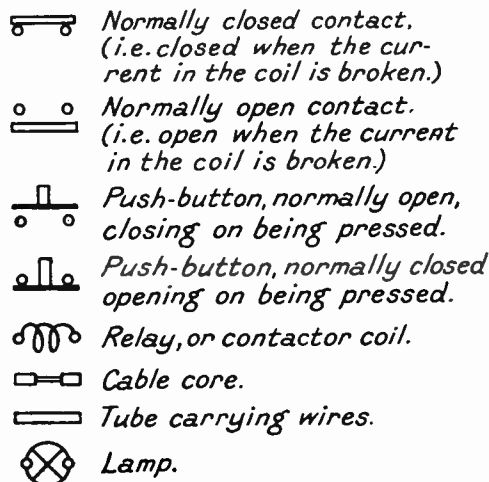 Normally closed contact,
(i.e. closed when the cur-
rent in the coil is broken.)
Normally open contact.
(i.e. open when the current
in the coil is broken.)
Push-button, normally open,
closing on being pressed.
Push-button, normally closed
opening on being pressed.
Relay, or contactor coil.
Cable core.
Tube carrying wires.
Lamp.